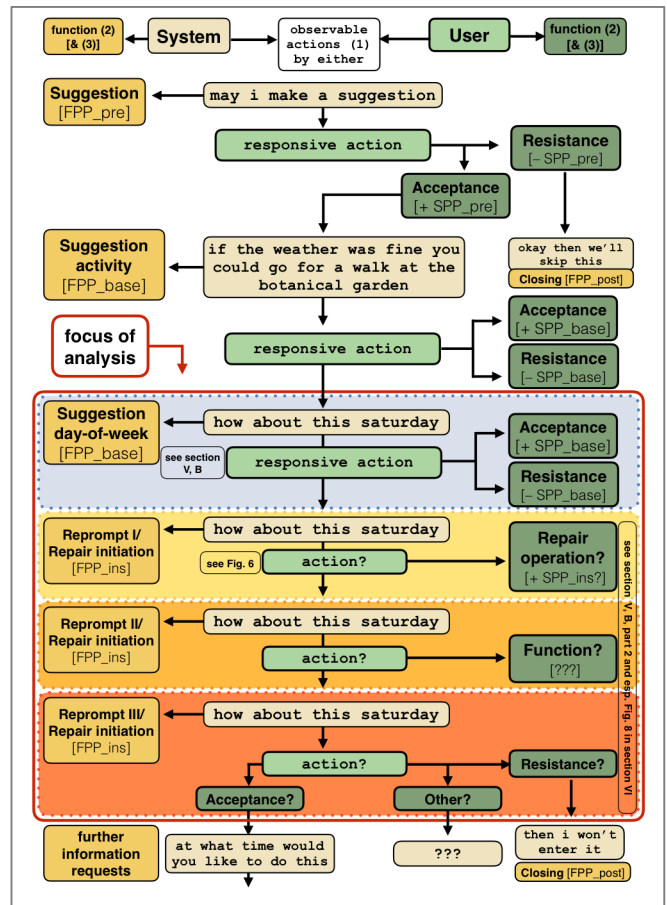 function (2)
[& (3)]
System
observable
actions (1)
by either
User
function (2)
[& (3)]
Suggestion
[FPP_pre]
may i make a suggestion
responsive action
Resistance
[– SPP_pre]
Acceptance
[+ SPP_pre]
Suggestion
activity
[FPP_base]
if the weather was fine you
could go for a walk at the
botanical garden
okay then we'll
skip this
Closing [FPP_post]
focus of
analysis
responsive action
Acceptance
[+ SPP_base]
Resistance
[– SPP_base]
Suggestion
day-of-week
[FPP_base]
how about this saturday
see section
V, B
responsive action
Acceptance
[+ SPP_base]
Resistance
[– SPP_base]
Reprompt I/
Repair initiation
[FPP_ins]
how about this saturday
see Fig. 6
action?
Repair
operation?
[+ SPP_ins?]
see section V, B, part 2 and esp. Fig. 8 in section VI
Reprompt II/
Repair initiation
[FPP_ins]
how about this saturday
action?
Function?
[???]
Reprompt III/
Repair initiation
[FPP_ins]
how about this saturday
action?
Resistance?
Acceptance?
Other?
further
information
requests
at what time would
you like to do this
???
then i won't
enter it
Closing [FPP_post]